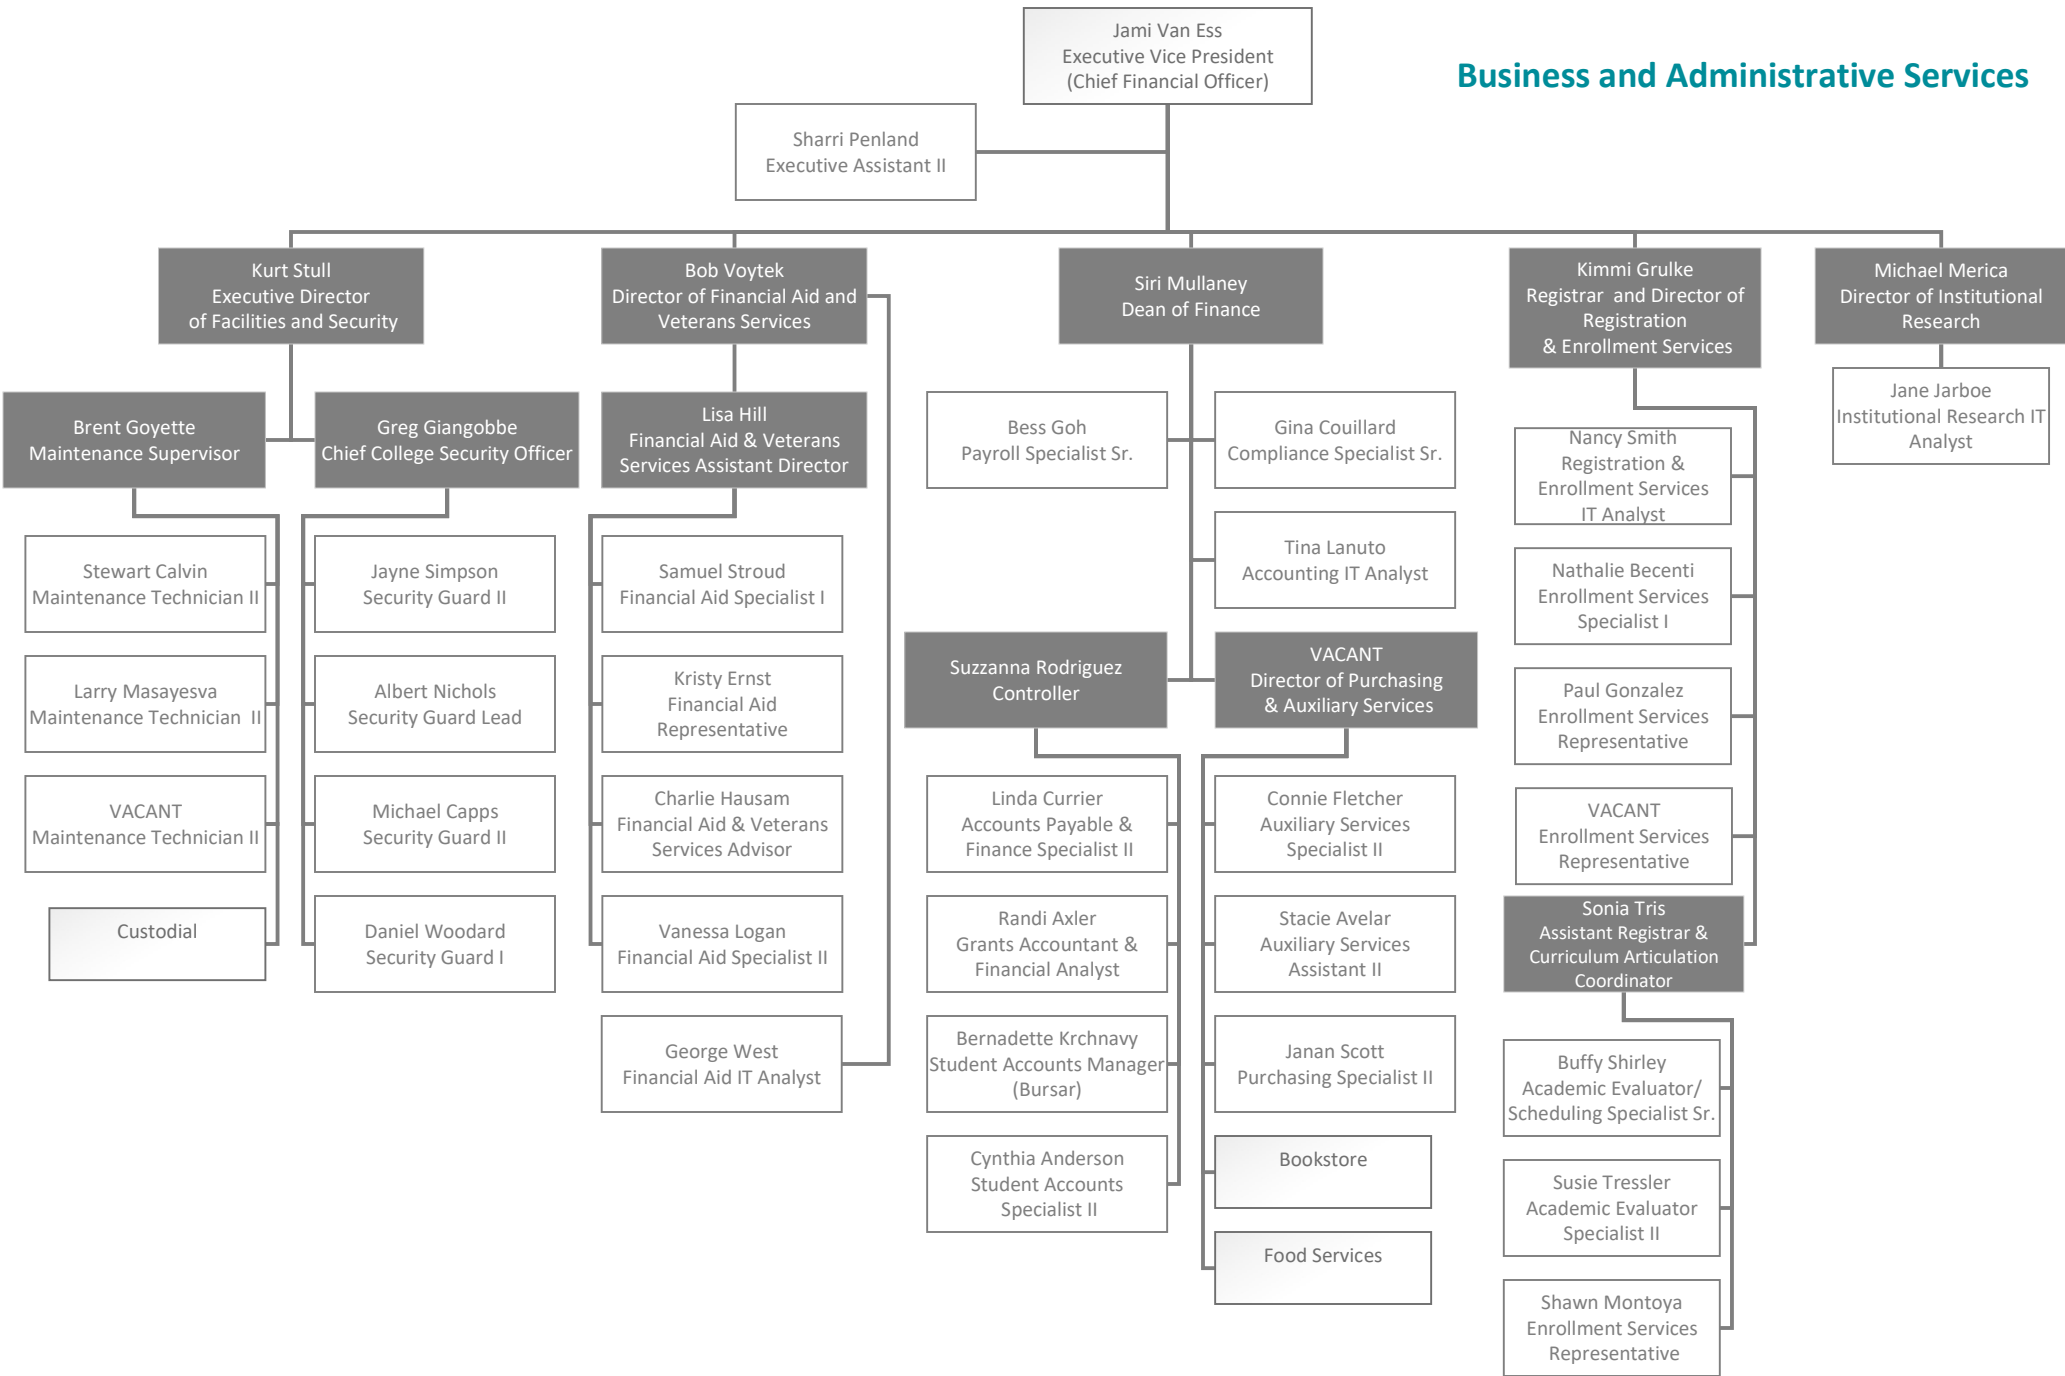 Jami Van Ess
Executive Vice President
(Chief Financial Officer)
Business and Administrative Services
Sharri Penland
Executive Assistant II
Kurt Stull
Executive Director
of Facilities and Security
Bob Voytek
Director of Financial Aid and
Veterans Services
Siri Mullaney
Dean of Finance
Kimmi Grulke
Registrar  and Director of
Registration
& Enrollment Services
Michael Merica
Director of Institutional
Research
Brent Goyette
Maintenance Supervisor
Greg Giangobbe
Chief College Security Officer
Lisa Hill
Financial Aid & Veterans
Services Assistant Director
Bess Goh
Payroll Specialist Sr.
Gina Couillard
Compliance Specialist Sr.
Nancy Smith
Registration &
Enrollment Services
IT Analyst
Jane Jarboe
Institutional Research IT
Analyst
Stewart Calvin
Maintenance Technician II
Jayne Simpson
Security Guard II
Samuel Stroud
Financial Aid Specialist I
Tina Lanuto
Accounting IT Analyst
Nathalie Becenti
Enrollment Services
Specialist I
Larry Masayesva
Maintenance Technician  II
Albert Nichols
Security Guard Lead
Kristy Ernst
Financial Aid
Representative
Suzzanna Rodriguez
Controller
VACANT
Director of Purchasing
& Auxiliary Services
Paul Gonzalez
Enrollment Services
Representative
VACANT
Maintenance Technician II
Michael Capps
Security Guard II
Charlie Hausam
Financial Aid & Veterans
Services Advisor
Linda Currier
Accounts Payable &
Finance Specialist II
Connie Fletcher
Auxiliary Services
Specialist II
VACANT
Enrollment Services
Representative
Custodial
Daniel Woodard
Security Guard I
Vanessa Logan
Financial Aid Specialist II
Randi Axler
Grants Accountant &
Financial Analyst
Stacie Avelar
Auxiliary Services
Assistant II
Sonia Tris
Assistant Registrar &
Curriculum Articulation
Coordinator
George West
Financial Aid IT Analyst
Bernadette Krchnavy
Student Accounts Manager
(Bursar)
Janan Scott
Purchasing Specialist II
Buffy Shirley
Academic Evaluator/
Scheduling Specialist Sr.
Cynthia Anderson
Student Accounts
Specialist II
Bookstore
Susie Tressler
Academic Evaluator
Specialist II
Food Services
Shawn Montoya
Enrollment Services
Representative